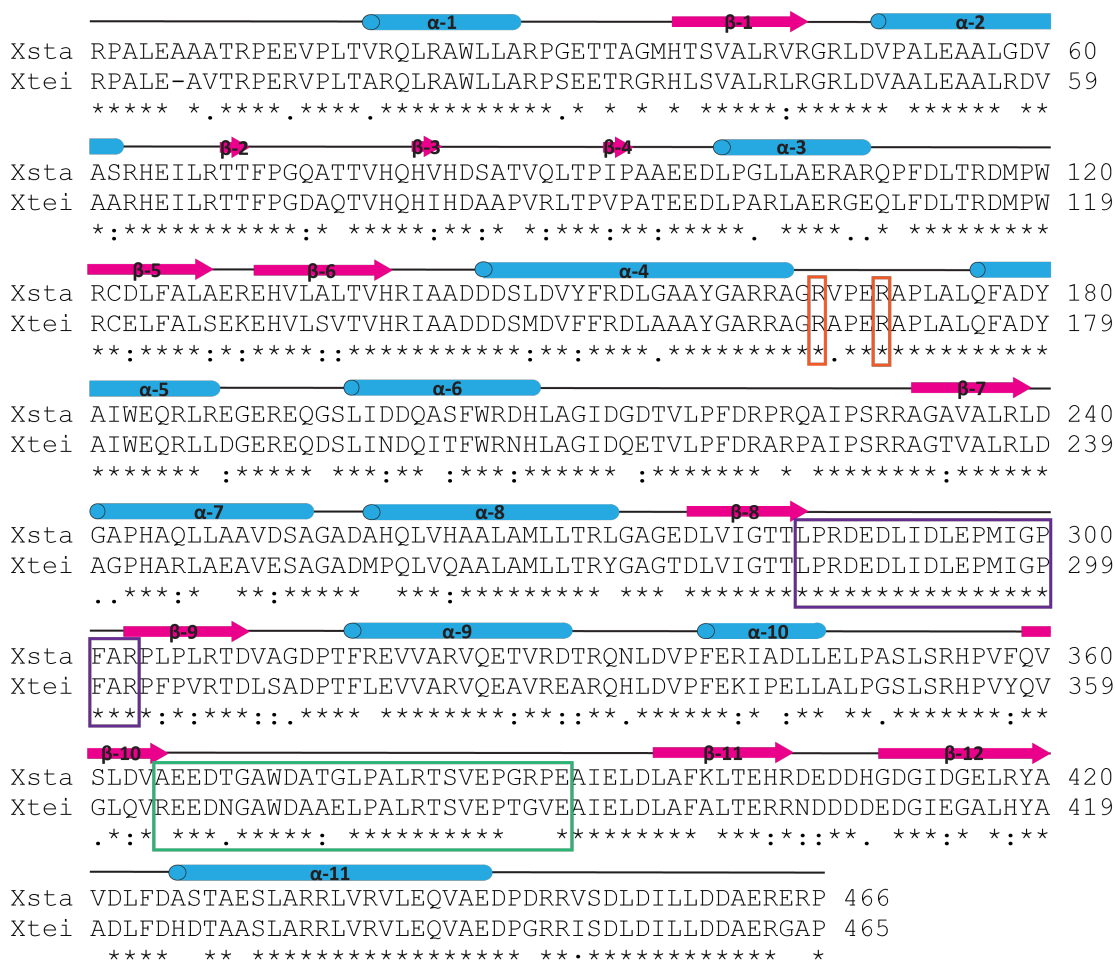 α-1 β-1 α-2
Xsta RPALEAAATRPEEVPLTVRQLRAWLLARPGETTAGMHTSVALRVRGRLDVPALEAALGDV 60
Xtei RPALE-AVTRPERVPLTARQLRAWLLARPSEETRGRHLSVALRLRGRLDVAALEAALRDV 59
***** * ****.****.***********.* * * * *****:****** ****** **
β-2 β-3 β-4 α-3
Xsta ASRHEILRTTFPGQATTVHQHVHDSATVQLTPIPAAEEDLPGLLAERARQPFDLTRDMPW 120
Xtei AARHEILRTTFPGDAQTVHQHIHDAAPVRLTPVPATEEDLPARLAERGEQLFDLTRDMPW 119
*:***********:* *****:**:* *:***:**:*****. ****..* *********
β-5 β-6 α-4
Xsta RCDLFALAEREHVLALTVHRIAADDDSLDVYFRDLGAAYGARRAGRVPERAPLALQFADY 180
Xtei RCELFALSEKEHVLSVTVHRIAADDDSMDVFFRDLAAAYGARRAGRAPERAPLALQFADY 179
**:****:*:****::***********:**:****.**********.*************
α-5 α-6 β-7
Xsta AIWEQRLREGEREQGSLIDDQASFWRDHLAGIDGDTVLPFDRPRQAIPSRRAGAVALRLD 240
Xtei AIWEQRLLDGEREQDSLINDQITFWRNHLAGIDQETVLPFDRARPAIPSRRAGTVALRLD 239
******* :***** ***:** :***:****** :******* * ********:******
α-7 α-8 β-8
Xsta GAPHAQLLAAVDSAGADAHQLVHAALAMLLTRLGAGEDLVIGTTLPRDEDLIDLEPMIGP 300
Xtei AGPHARLAEAVESAGADMPQLVQAALAMLLTRYGAGTDLVIGTTLPRDEDLIDLEPMIGP 299
..***:*  **:*****  ***:********* *** ***********************
β-9 α-9 α-10
Xsta FARPLPLRTDVAGDPTFREVVARVQETVRDTRQNLDVPFERIADLLELPASLSRHPVFQV 360
Xtei FARPFPVRTDLSADPTFLEVVARVQEAVREARQHLDVPFEKIPELLALPGSLSRHPVYQV 359
****:*:***::.**** ********:**::**.******:* :** **.*******:**
β-10 β-11 β-12
Xsta SLDVAEEDTGAWDATGLPALRTSVEPGRPEAIELDLAFKLTEHRDEDDHGDGIDGELRYA 420
Xtei GLQVREEDNGAWDAAELPALRTSVEPTGVEAIELDLAFALTERRNDDDDEDGIEGALHYA 419
.*:* ***.*****: **********   ********* ***:*::**. ***:* *:**
α-11
Xsta VDLFDASTAESLARRLVRVLEQVAEDPDRRVSDLDILLDDAERERP 466
Xtei ADLFDHDTAASLARRLVRVLEQVAEDPGRRISDLDILLDDAERGAP 465
****  ** ***************** **:************  *